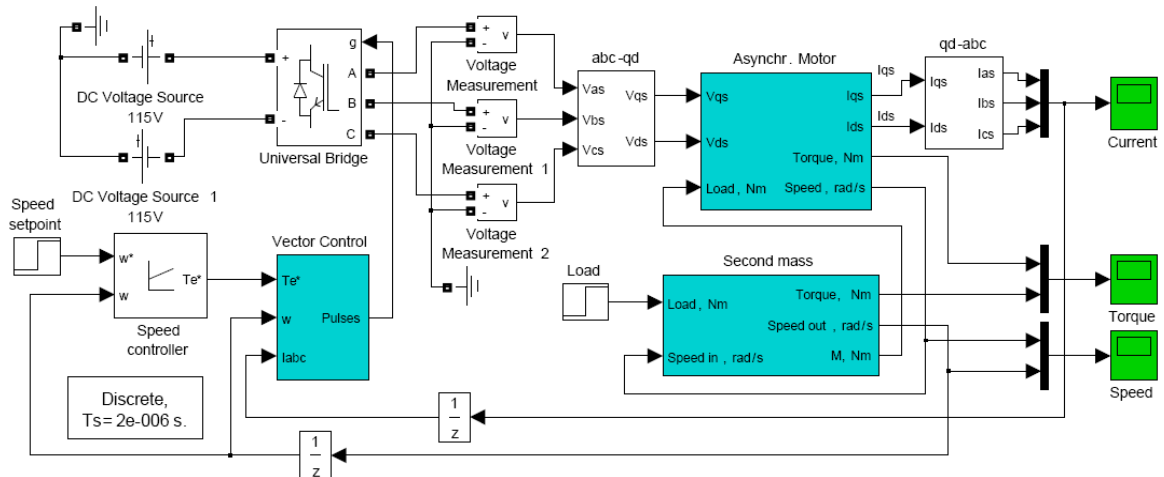 DC Voltage Source
115V
DC Voltage Source 1
115V
+
-
g
A
B
C
Universal Bridge
+
-
v
Voltage
Measurement
+
-
v
Voltage
Measurement 1
+
-
v
Voltage
Measurement 2
abc-qd
Vas
Vbs
Vcs
Vqs
Vds
Asynchr. Motor
Vqs
Vds
Load, Nm
Iqs
Ids
Torque, Nm
Speed, rad/s
Iqs
Ids
qd-abc
Iqs
Ids
Ias
Ibs
Ics
Current
Speed
setpoint
w*
w
Te*
Speed
controller
Vector Control
Te*
w
Iabc
Pulses
Load
Second mass
Load, Nm
Speed in, rad/s
Torque, Nm
Speed out, rad/s
M, Nm
Torque
Speed
Discrete,
Ts= 2e-006 s.
1
z
1
z